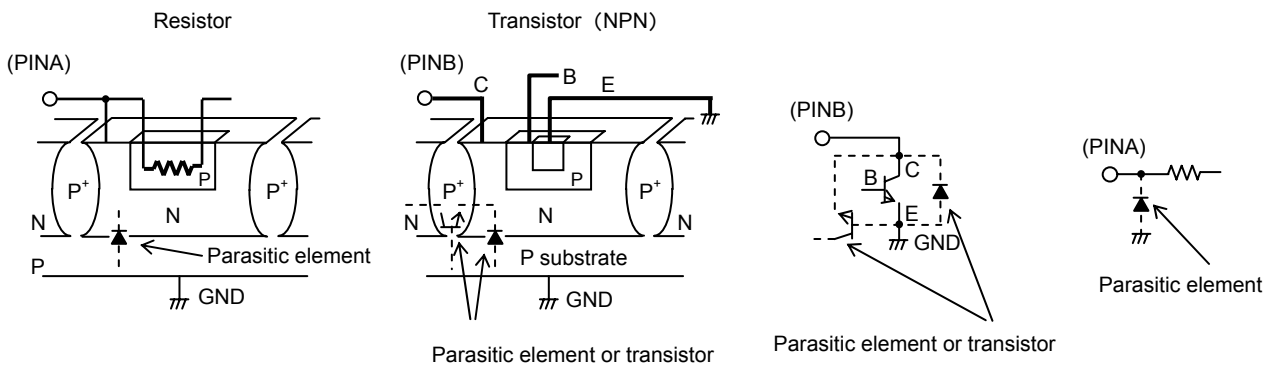 Resistor
Transistor (NPN)
(PINA)
P+
P+
P
N
N
P
Parasitic element
GND
(PINB)
C
B
E
P+
P+
P
N
N
N
P substrate
GND
Parasitic element or transistor
(PINB)
C
B
E
GND
Parasitic element or transistor
(PINA)
Parasitic element